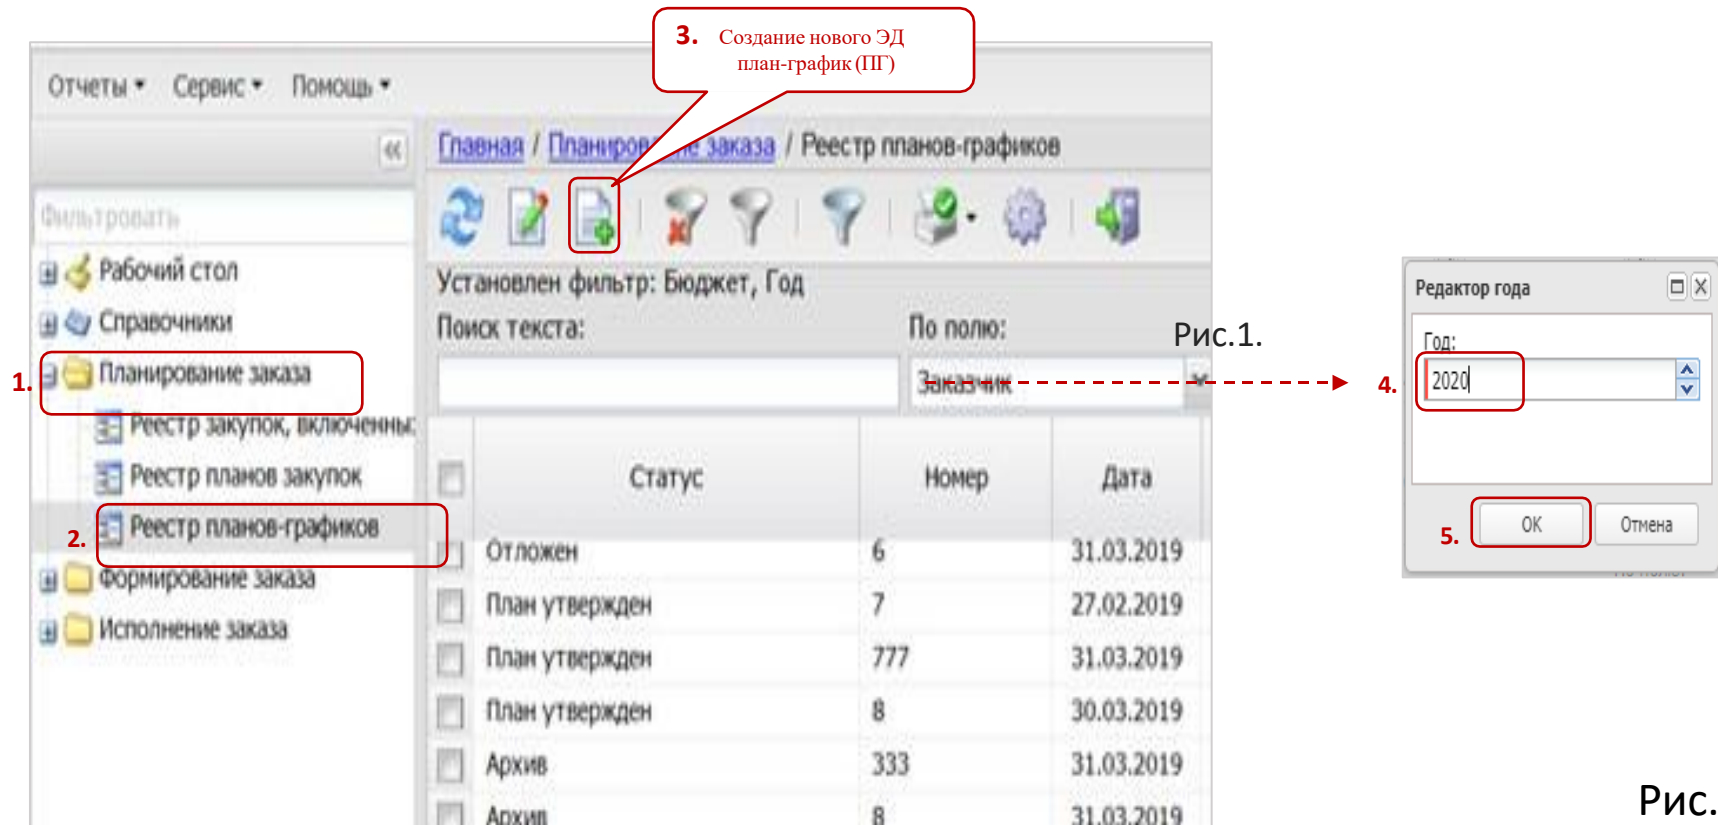 3. Создание нового ЭД
план-график (ПГ)
Отчеты Сервис Помощь
Главная / Планирование заказа / Реестр планов-графиков
Фильтровать
Рабочий стол
Справочники
1. Планирование заказа
Реестр закупок, включенны
Реестр планов закупок
2. Реестр планов-графиков
Формирование заказа
Исполнение заказа
Установлен фильтр: Бюджет, Год
Поиск текста: По полю:
Заказчик
Рис.1.
Статус Номер Дата
Отложен 6 31.03.2019
План утвержден 7 27.02.2019
План утвержден 777 31.03.2019
План утвержден 8 30.03.2019
Архив 333 31.03.2019
Архив 8 31.03.2019
Редактор года
Год:
4. 2020
5. ОК Отмена
Рис.